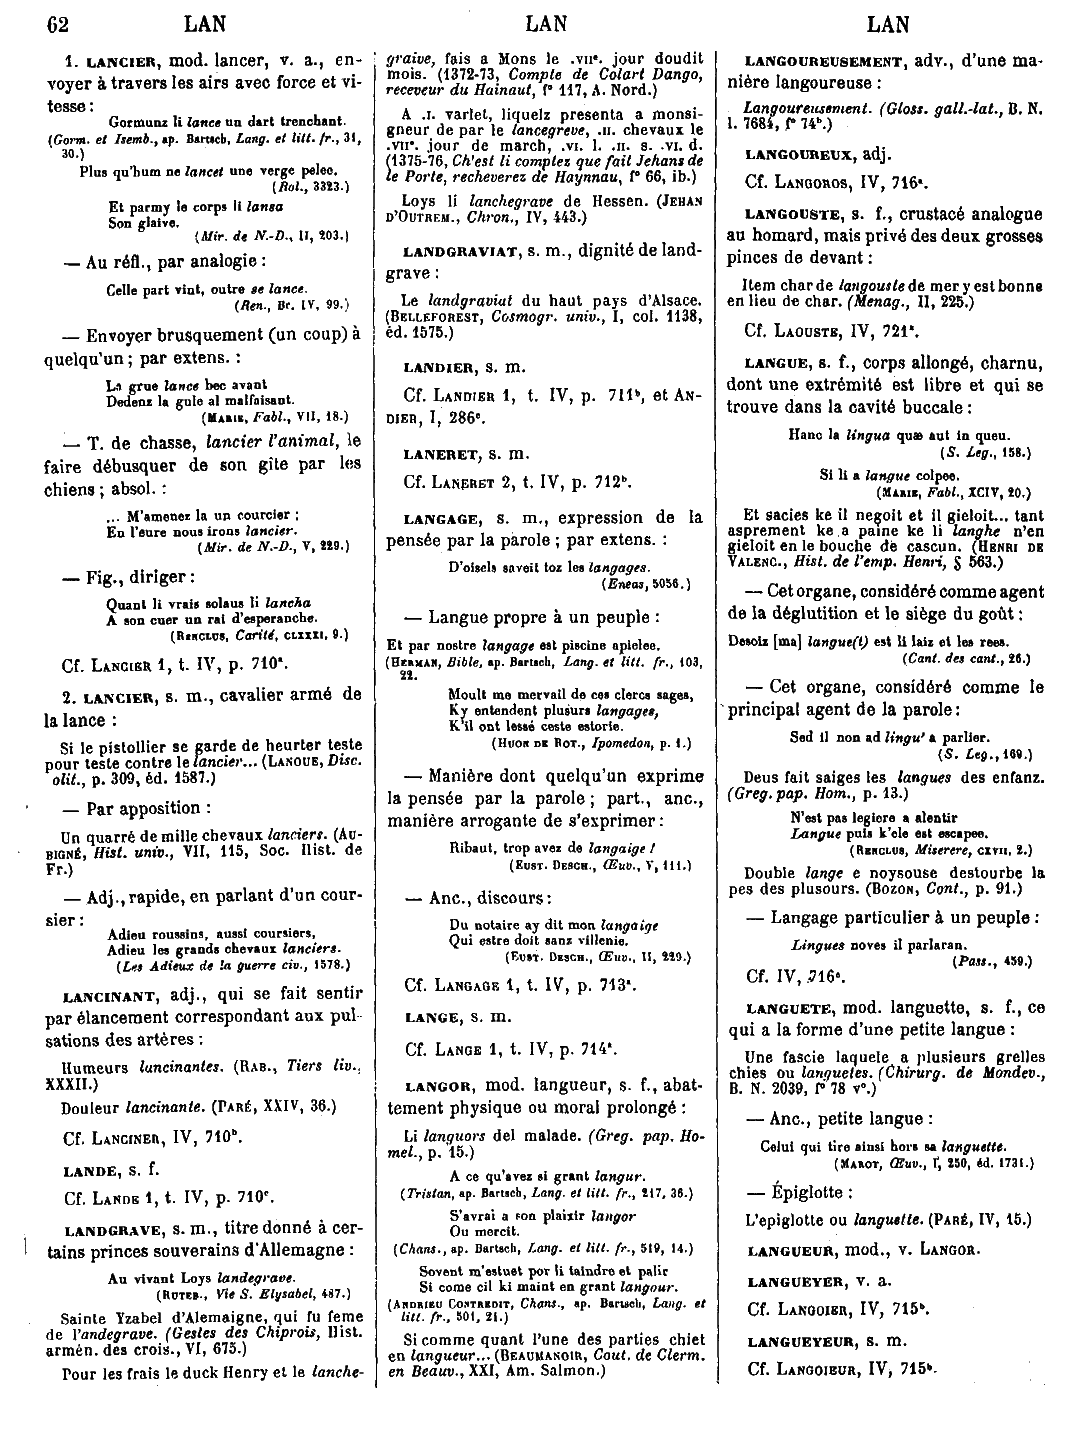 62 LAN LAN LAN
1. LANCIER, mod. lancer, v. a., en-
voyer à travers les airs avec force et vi-
tesse :
Gormunz li lance un dart trenchant.
(Gorm. et Isemb., ap. Bartsch, Lang. et litt. fr., 31,
30.)
Plus qu'hum ne lancet une verge pelee.
(Rol., 3323.)
Et parmy le corps li lansa
Son glaive.
(Mir. de N.-D., II, 203.)
— Au réfl., par analogie :
Celle part vint, outre se lance.
(Ren., Br. IV, 99.)
— Envoyer brusquement (un coup) à
quelqu'un ; par extens. :
La grue lance bec avant
Dedenz la gule al malfaisant.
(MARIE, Fabl., VII, 18.)
— T. de chasse, lancier l'animal, le
faire débusquer de son gîte par les
chiens ; absol. :
... M'amenez la un courcier ;
En l'eure nous irons lancier.
(Mir. de N.-D., V, 229.)
— Fig., diriger :
Quant li vrais solaus li lancha
A son cuer un rai d'esperanche.
(RENCLUS, Carité, CLXXXI, 9.)
Cf. LANCIER 1, t. IV, p. 710ª.
2. LANCIER, s. m., cavalier armé de
la lance :
Si le pistollier se garde de heurter teste
pour teste contre le lancier... (LANOUE, Disc.
olit., p. 309, éd. 1587.)
— Par apposition :
Un quarré de mille chevaux lanciers. (AU-
BIGNÉ, Hist. univ., VII, 115, Soc. Hist. de
Fr.)
— Adj., rapide, en parlant d'un cour-
sier :
Adieu roussins, aussi coursiers,
Adieu les grands chevaux lanciers.
(Les Adieux de la guerre civ., 1578.)
LANCINANT, adj., qui se fait sentir
par élancement correspondant aux pul-
sations des artères :
Humeurs lancinantes. (RAB., Tiers liv.,
XXXII.)
Douleur lancinante. (PARÉ, XXIV, 36.)
Cf. LANCINER, IV, 710ᵇ.
LANDE, s. f.
Cf. LANDE 1, t. IV, p. 710ᶜ.
LANDGRAVE, s. m., titre donné à cer-
tains princes souverains d'Allemagne :
Au vivant Loys landegrave.
(RUTEB., Vie S. Elysabel, 487.)
Sainte Yzabel d'Alemaigne, qui fu feme
de l'andegrave. (Gestes des Chiprois, Hist.
armén. des crois., VI, 675.)
Pour les frais le duck Henry et le lanche-
graive, fais a Mons le .vııᵉ. jour doudit
mois. (1372-73, Compte de Colart Dango,
receveur du Hainaut, fº 117, A. Nord.)
A .I. varlet, liquelz presenta a monsi-
gneur de par le lancegreve, .II. chevaux le
.VIIᵉ. jour de march, .VI. l. .II. s. .VI. d.
(1375-76, Ch'est li comptez que fait Jehans de
le Porte, recheverez de Haynnau, fº 66, ib.)
Loys li lanchegrave de Hessen. (JEHAN
D'OUTREM., Chron., IV, 443.)
LANDGRAVIAT, s. m., dignité de land-
grave :
Le landgraviat du haut pays d'Alsace.
(BELLEFOREST, Cosmogr. univ., I, col. 1138,
éd. 1575.)
LANDIER, s. m.
Cf. LANDIER 1, t. IV, p. 711ᵇ, et AN-
DIER, I, 286ᶜ.
LANERET, s. m.
Cf. LANERET 2, t. IV, p. 712ᵇ.
LANGAGE, s. m., expression de la
pensée par la parole ; par extens. :
D'oisels saveit toz les langages.
(Eneas, 5056.)
— Langue propre à un peuple :
Et par nostre langage est piscine apielee.
(HERMAN, Bible, ap. Bartsch, Lang. et litt. fr., 103,
22.
Moult me mervail de ces clercs sages,
Ky entendent plusurs langages,
K'il ont lessé ceste estorie.
(HUON DE ROT., Ipomedon, p. 1.)
— Manière dont quelqu'un exprime
la pensée par la parole ; part., anc.,
manière arrogante de s'exprimer :
Ribaut, trop avez de langaige !
(EUST. DESCH., Œuv., V, 111.)
— Anc., discours :
Du notaire ay dit mon langaige
Qui estre doit sanz villenie.
(EUST. DESCH., Œuv., II, 229.)
Cf. LANGAGE 1, t. IV, p. 713ª.
LANGE, s. m.
Cf. LANGE 1, t. IV, p. 714ª.
LANGOR, mod. langueur, s. f., abat-
tement physique ou moral prolongé :
Li languors del malade. (Greg. pap. Ho-
mel., p. 15.)
A ce qu'avez si grant langur.
(Tristan, ap. Bartsch, Lang. et litt. fr., 217, 36.)
S'avrai a son plaixir langor
Ou mercit.
(Chans., ap. Bartsch, Lang. et litt. fr., 519, 14.)
Sovent m'estuet por li taindre et palir
Si come cil ki maint en grant langour.
(ANDRIEU CONTREDIT, Chans., ap. Bartsch, Lang. et
litt. fr., 501, 21.)
Si comme quant l'une des parties chiet
en langueur... (BEAUMANOIR, Cout. de Clerm.
en Beauv., XXI, Am. Salmon.)
LANGOUREUSEMENT, adv., d'une ma-
nière langoureuse :
Langoureusement. (Gloss. gall.-lat., B. N.
l. 7684, fº 74ᵇ.)
LANGOUREUX, adj.
Cf. LANGOROS, IV, 716ª.
LANGOUSTE, s. f., crustacé analogue
au homard, mais privé des deux grosses
pinces de devant :
Item char de langouste de mer y est bonne
en lieu de char. (Menag., II, 225.)
Cf. LAOUSTE, IV, 721ª.
LANGUE, s. f., corps allongé, charnu,
dont une extrémité est libre et qui se
trouve dans la cavité buccale :
Hanc la lingua quæ aut in queu.
(S. Leg., 158.)
Si li a langue colpee.
(MARIE, Fabl., XCIV, 20.)
Et sacies ke il negoit et il gieloit... tant
asprement ke a paine ke li langhe n'en
gieloit en le bouche de cascun. (HENRI DE
VALENC., Hist. de l'emp. Henri, § 563.)
— Cet organe, considéré comme agent
de la déglutition et le siège du goût :
Desoiz [ma] langue(t) est li laiz et les rees.
(Cant. des cant., 26.)
— Cet organe, considéré comme le
principal agent de la parole :
Sed il non ad lingu' a parlier.
(S. Leg., 169.)
Deus fait saiges les langues des enfanz.
(Greg. pap. Hom., p. 13.)
N'est pas legiere a alentir
Langue puis k'ele est escapee.
(RENCLUS, Miserere, CXVII, 2.)
Double lange e noysouse destourbe la
pes des plusours. (BOZON, Cont., p. 91.)
— Langage particulier à un peuple :
Lingues noves il parlaran.
(Pass., 459.)
Cf. IV, 716ª.
LANGUETE, mod. languette, s. f., ce
qui a la forme d'une petite langue :
Une fascie laquele a plusieurs grelles
chies ou languetes. (Chirurg. de Mondev.,
B. N. 2039, fº 78 vº.)
— Anc., petite langue :
Celui qui tire ainsi hors sa languette.
(MAROT, Œuv., I, 250, éd. 1731.)
— Épiglotte :
L'epiglotte ou languette. (PARÉ, IV, 15.)
LANGUEUR, mod., v. LANGOR.
LANGUEYER, v. a.
Cf. LANGOIER, IV, 715ᵇ.
LANGUEYEUR, s. m.
Cf. LANGOIEUR, IV, 715ᵇ.